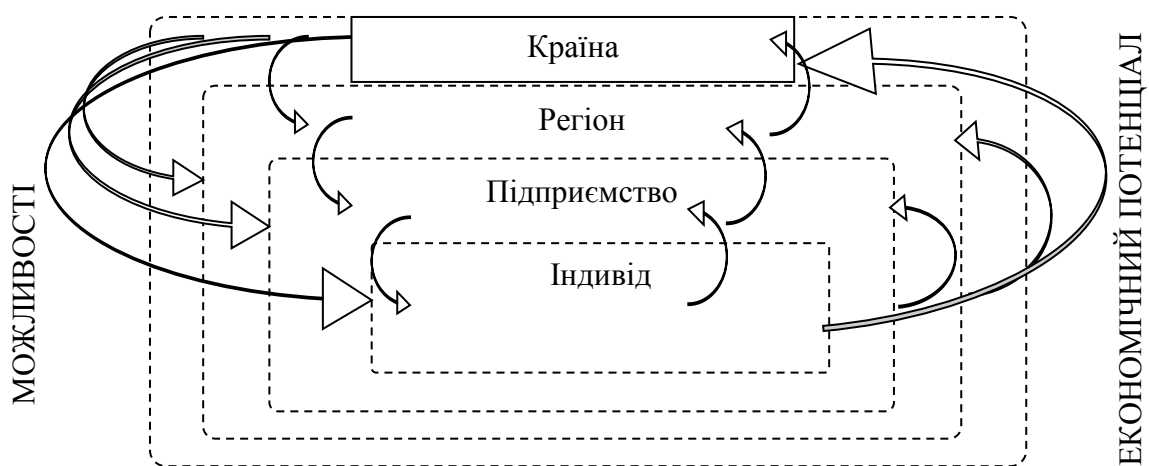 Країна
Регіон
Підприємство
Індивід
МОЖЛИВОСТІ
ЕКОНОМІЧНИЙ ПОТЕНЦІАЛ